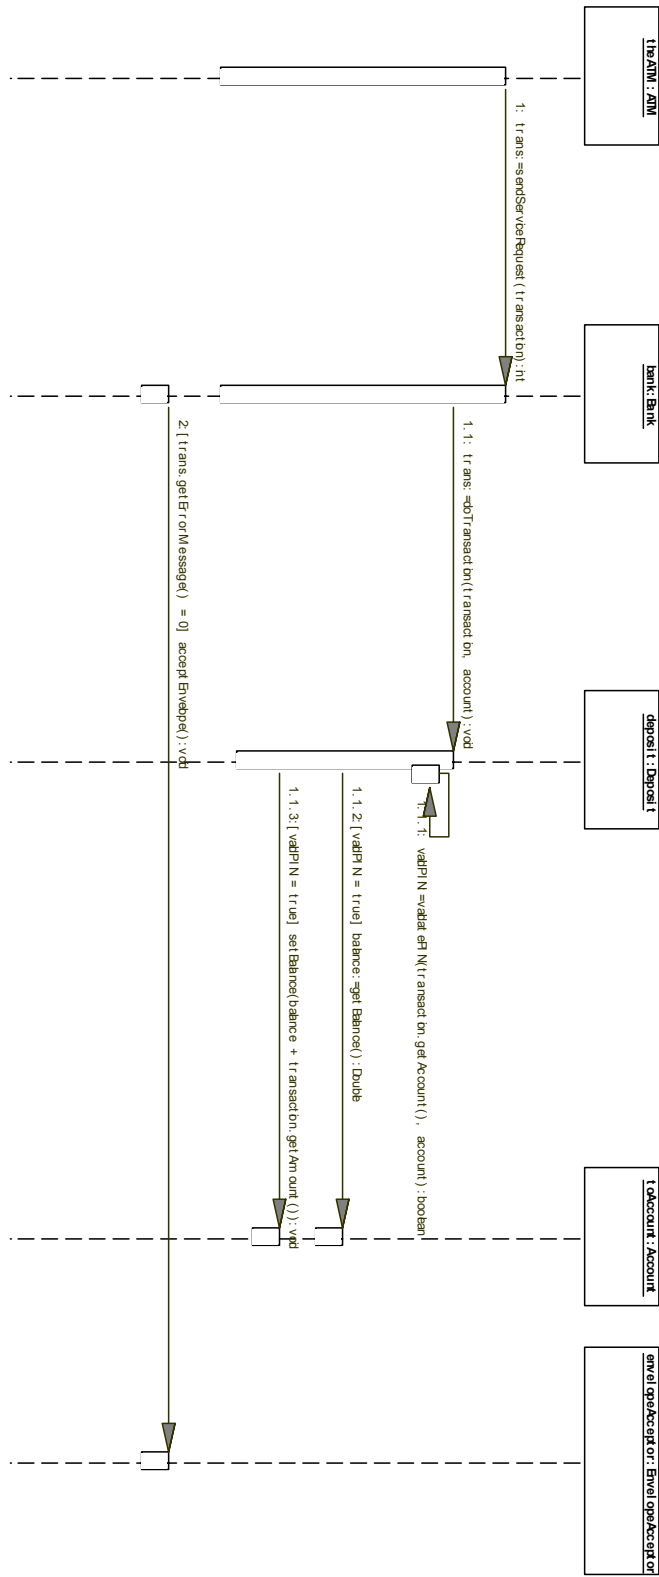 theATM : ATM
bank: Bank
deposit : Deposit
toAccount : Account
envelopeAcceptor: EnvelopeAcceptor
1: trans:=sendServiceRequest(transaction):int
1.1: trans:=doTransaction(transaction, account):void
1.1.1: validPIN=validatePIN(transaction.getAccount(), account):boolean
1.1.2:[validPIN = true] balance:=getBalance():Double
1.1.3:[validPIN = true] setBalance(balance + transaction.getAmount()):void
2:[trans.getErrorMessage() = 0] acceptEnvelope():void